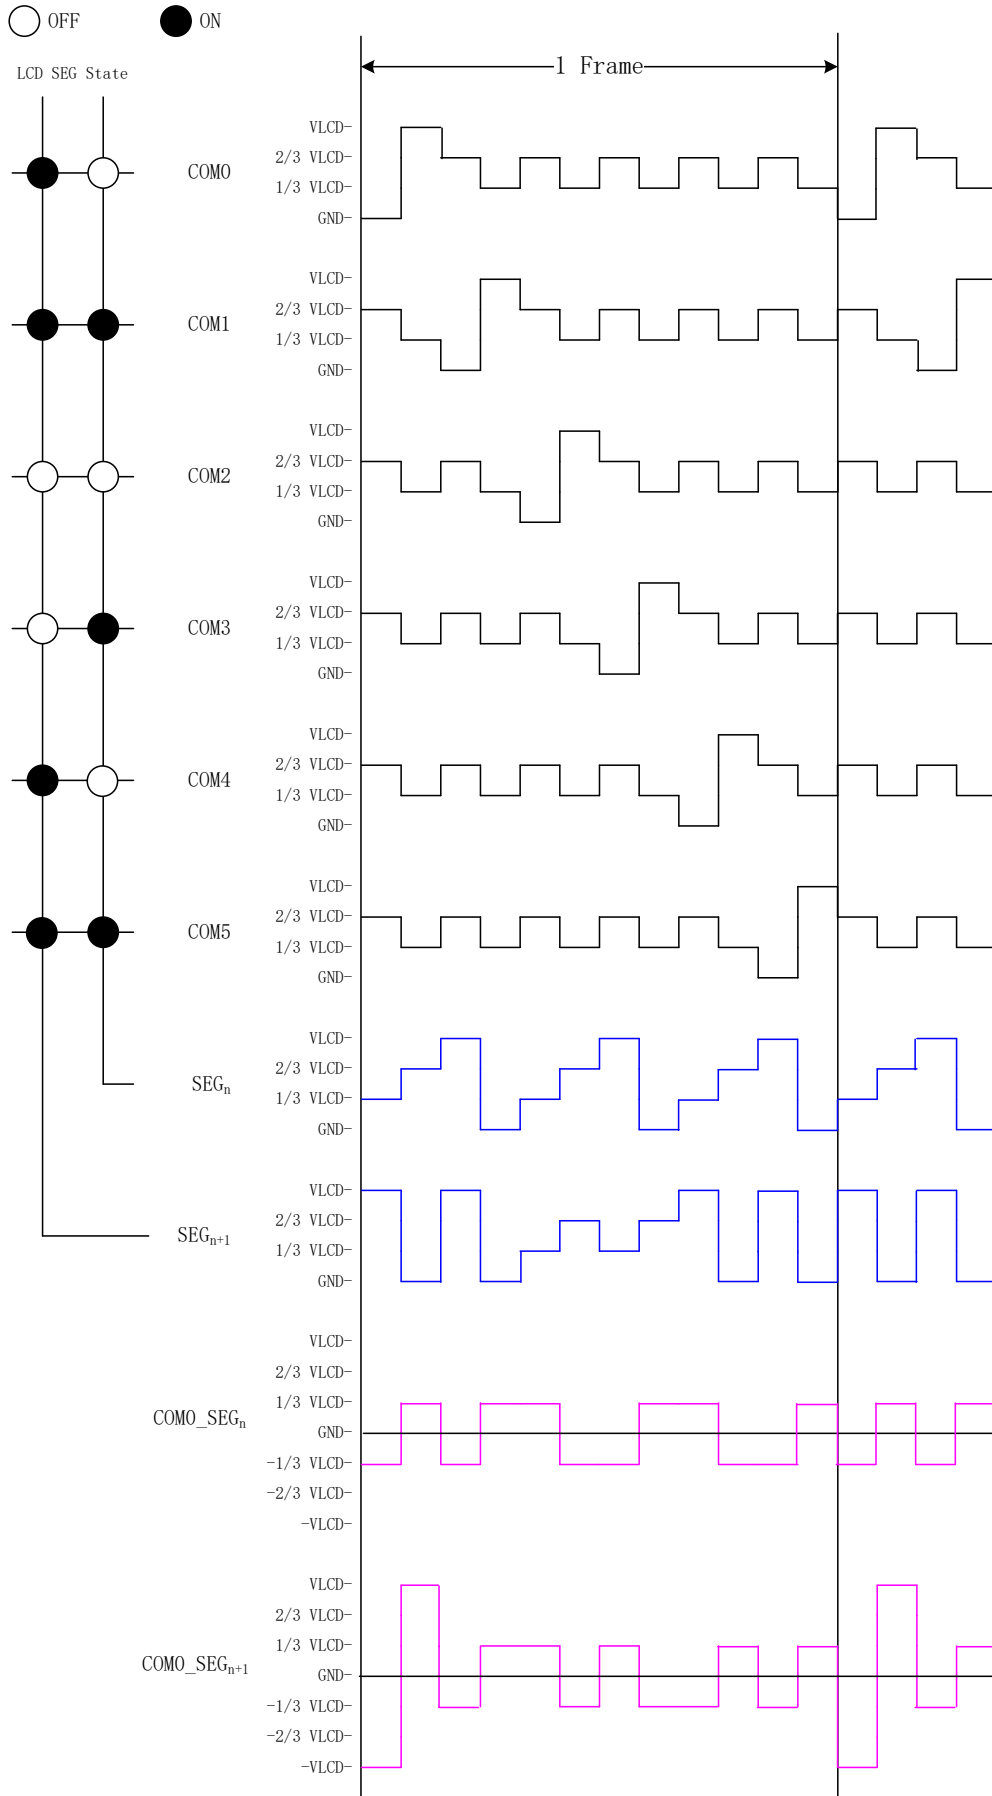 OFF ON
LCD SEG State
1 Frame
VLCD-
2/3 VLCD-
COM0
1/3 VLCD-
GND-
VLCD-
2/3 VLCD-
COM1
1/3 VLCD-
GND-
VLCD-
2/3 VLCD-
COM2
1/3 VLCD-
GND-
VLCD-
2/3 VLCD-
COM3
1/3 VLCD-
GND-
VLCD-
2/3 VLCD-
COM4
1/3 VLCD-
GND-
VLCD-
2/3 VLCD-
COM5
1/3 VLCD-
GND-
VLCD-
2/3 VLCD-
SEGn
1/3 VLCD-
GND-
VLCD-
2/3 VLCD-
SEGn+1
1/3 VLCD-
GND-
VLCD-
2/3 VLCD-
1/3 VLCD-
COM0_SEGn
GND-
-1/3 VLCD-
-2/3 VLCD-
-VLCD-
VLCD-
2/3 VLCD-
1/3 VLCD-
COM0_SEGn+1
GND-
-1/3 VLCD-
-2/3 VLCD-
-VLCD-